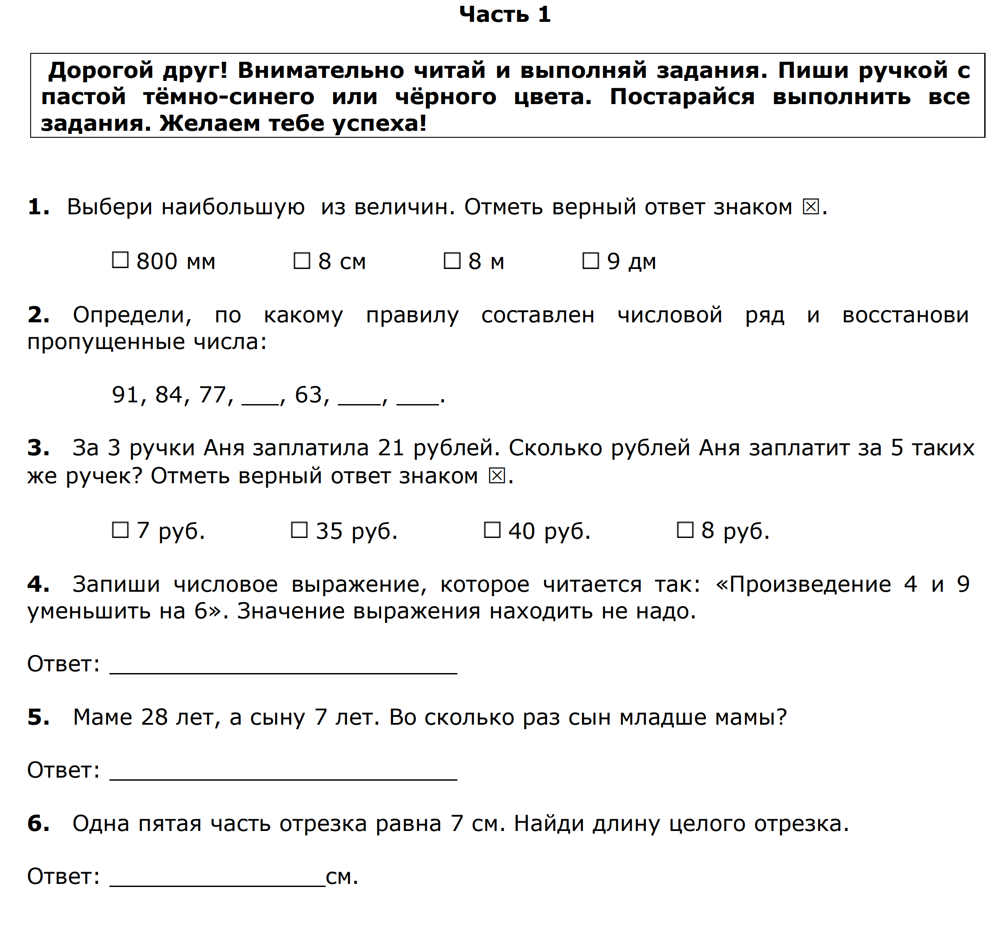 Часть 1
Дорогой друг! Внимательно читай и выполняй задания. Пиши ручкой с
пастой тёмно-синего или чёрного цвета. Постарайся выполнить все
задания. Желаем тебе успеха!
1. Выбери наибольшую из величин. Отметь верный ответ знаком ☒.
☐ 800 мм ☐ 8 см ☐ 8 м ☐ 9 дм
2. Определи, по какому правилу составлен числовой ряд и восстанови
пропущенные числа:
91, 84, 77, ___, 63, ____, ____.
3. За 3 ручки Аня заплатила 21 рублей. Сколько рублей Аня заплатит за 5 таких
же ручек? Отметь верный ответ знаком ☒.
☐ 7 руб. ☐ 35 руб. ☐ 40 руб. ☐ 8 руб.
4. Запиши числовое выражение, которое читается так: «Произведение 4 и 9
уменьшить на 6». Значение выражения находить не надо.
Ответ: ______________________________
5. Маме 28 лет, а сыну 7 лет. Во сколько раз сын младше мамы?
Ответ: ______________________________
6. Одна пятая часть отрезка равна 7 см. Найди длину целого отрезка.
Ответ: ___________________см.